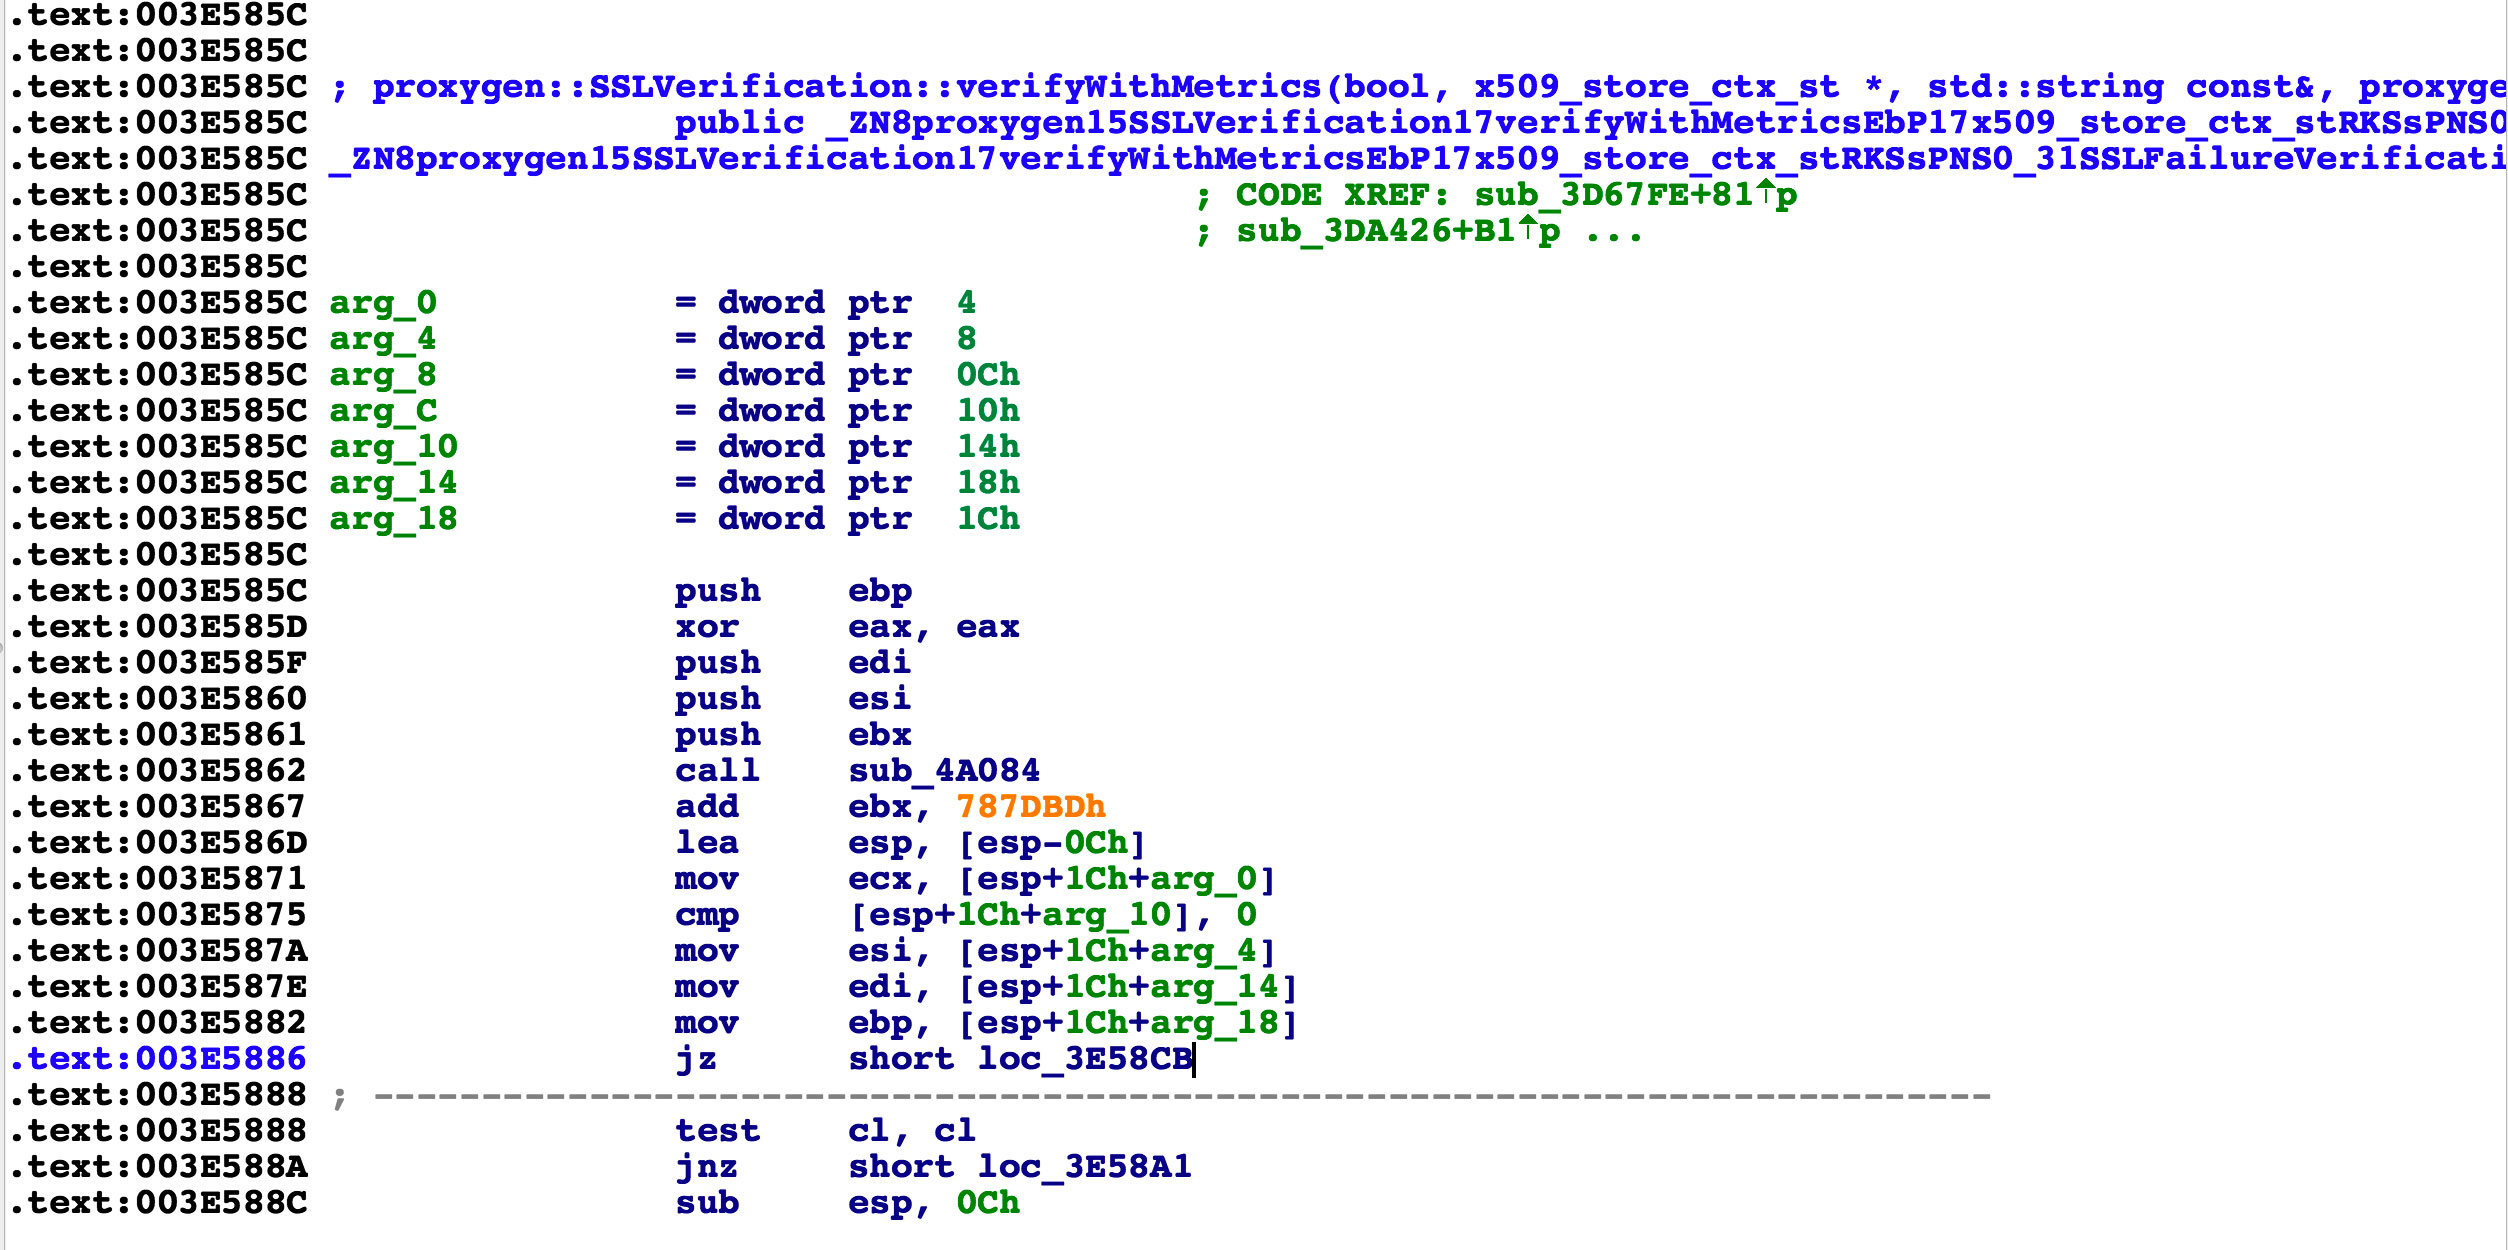 .text:003E585C
.text:003E585C
.text:003E585C ; proxygen::SSLVerification::verifyWithMetrics(bool, x509_store_ctx_st *, std::string const&, proxyge
.text:003E585C public _ZN8proxygen15SSLVerification17verifyWithMetricsEbP17x509_store_ctx_stRKSsPNS0
.text:003E585C _ZN8proxygen15SSLVerification17verifyWithMetricsEbP17x509_store_ctx_stRKSsPNS0_31SSLFailureVerificati
.text:003E585C ; CODE XREF: sub_3D67FE+81↑p
.text:003E585C ; sub_3DA426+B1↑p ...
.text:003E585C
.text:003E585C arg_0 = dword ptr 4
.text:003E585C arg_4 = dword ptr 8
.text:003E585C arg_8 = dword ptr 0Ch
.text:003E585C arg_C = dword ptr 10h
.text:003E585C arg_10 = dword ptr 14h
.text:003E585C arg_14 = dword ptr 18h
.text:003E585C arg_18 = dword ptr 1Ch
.text:003E585C
.text:003E585C push ebp
.text:003E585D xor eax, eax
.text:003E585F push edi
.text:003E5860 push esi
.text:003E5861 push ebx
.text:003E5862 call sub_4A084
.text:003E5867 add ebx, 787DBDh
.text:003E586D lea esp, [esp-0Ch]
.text:003E5871 mov ecx, [esp+1Ch+arg_0]
.text:003E5875 cmp [esp+1Ch+arg_10], 0
.text:003E587A mov esi, [esp+1Ch+arg_4]
.text:003E587E mov edi, [esp+1Ch+arg_14]
.text:003E5882 mov ebp, [esp+1Ch+arg_18]
.text:003E5886 jz short loc_3E58CB
.text:003E5888 ; ---------------------------------------------------------------------------
.text:003E5888 test cl, cl
.text:003E588A jnz short loc_3E58A1
.text:003E588C sub esp, 0Ch